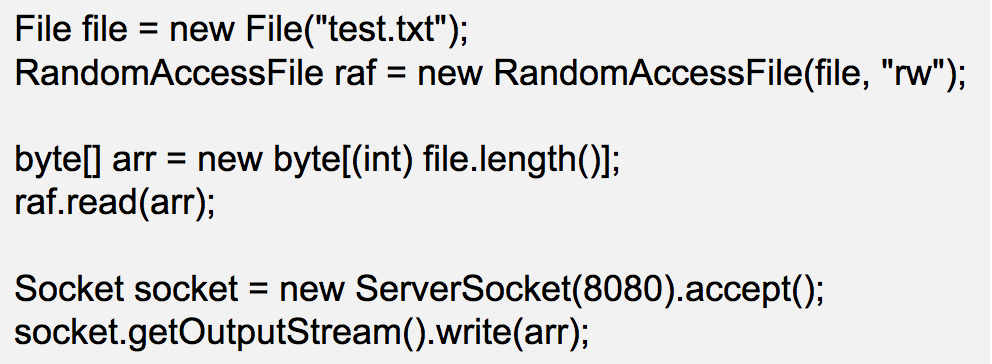 File file = new File("test.txt");
RandomAccessFile raf = new RandomAccessFile(file, "rw");
byte[] arr = new byte[(int) file.length()];
raf.read(arr);
Socket socket = new ServerSocket(8080).accept();
socket.getOutputStream().write(arr);